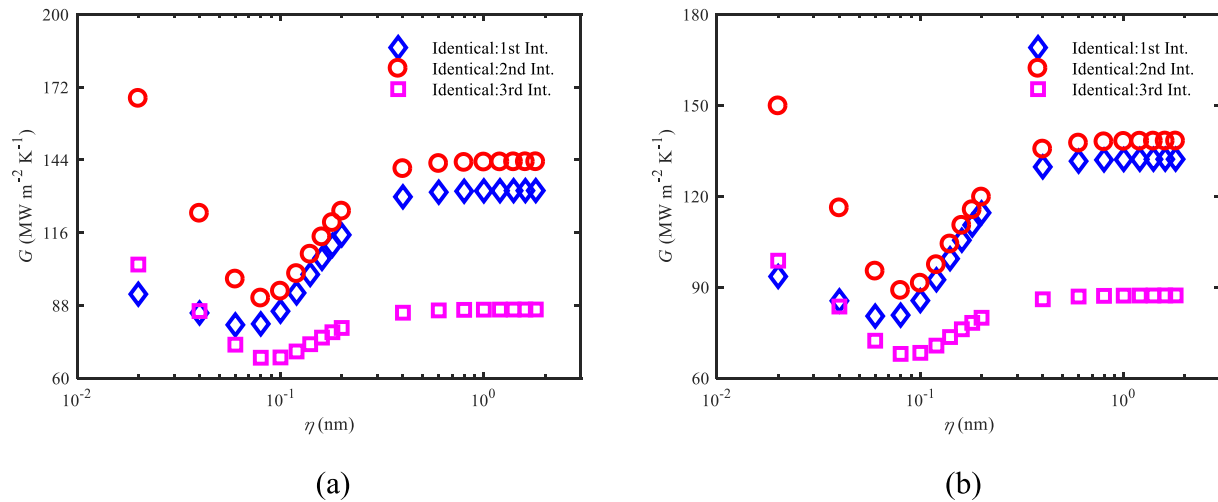 200
172
144
116
88
60
G (MW m⁻² K⁻¹)
Identical:1st Int.
Identical:2nd Int.
Identical:3rd Int.
10⁻² 10⁻¹ 10⁰
η (nm)
(a)
180
150
120
90
60
G (MW m⁻² K⁻¹)
Identical:1st Int.
Identical:2nd Int.
Identical:3rd Int.
10⁻² 10⁻¹ 10⁰
η (nm)
(b)